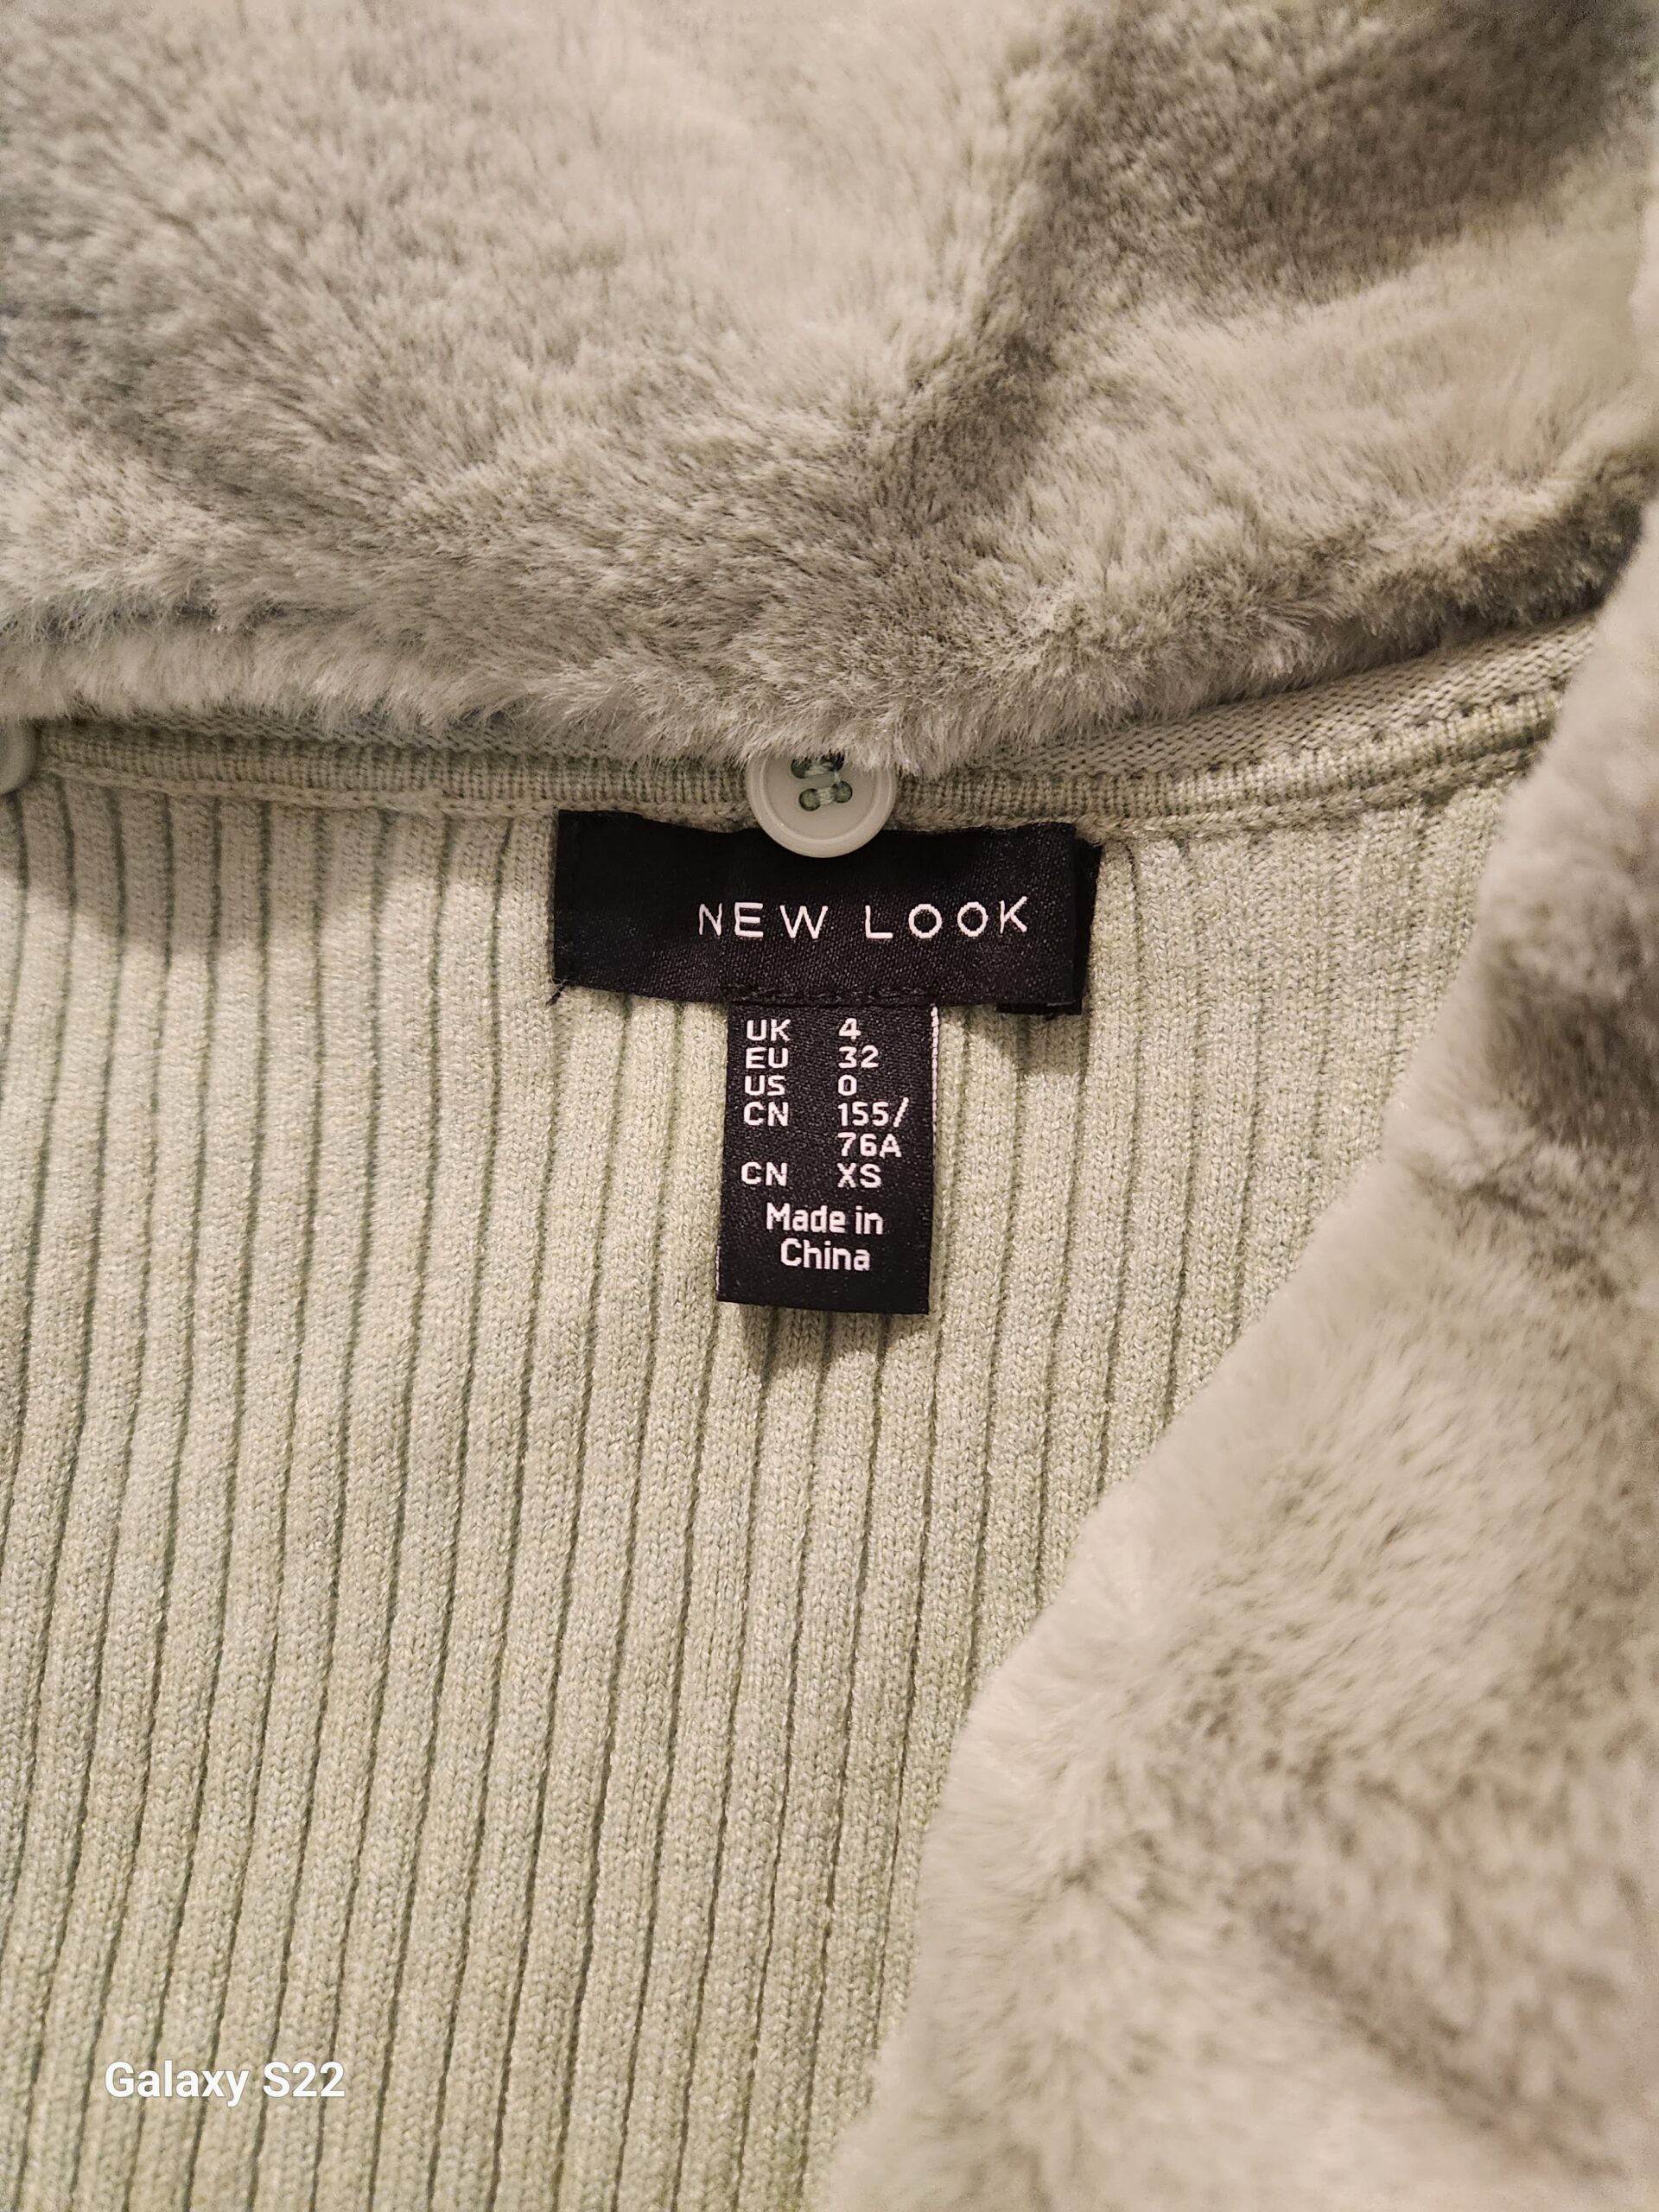 NEW LOOK
UK 4
EU 32
US 0
CN 155/
76A
CN XS
Made in
China
Galaxy S22